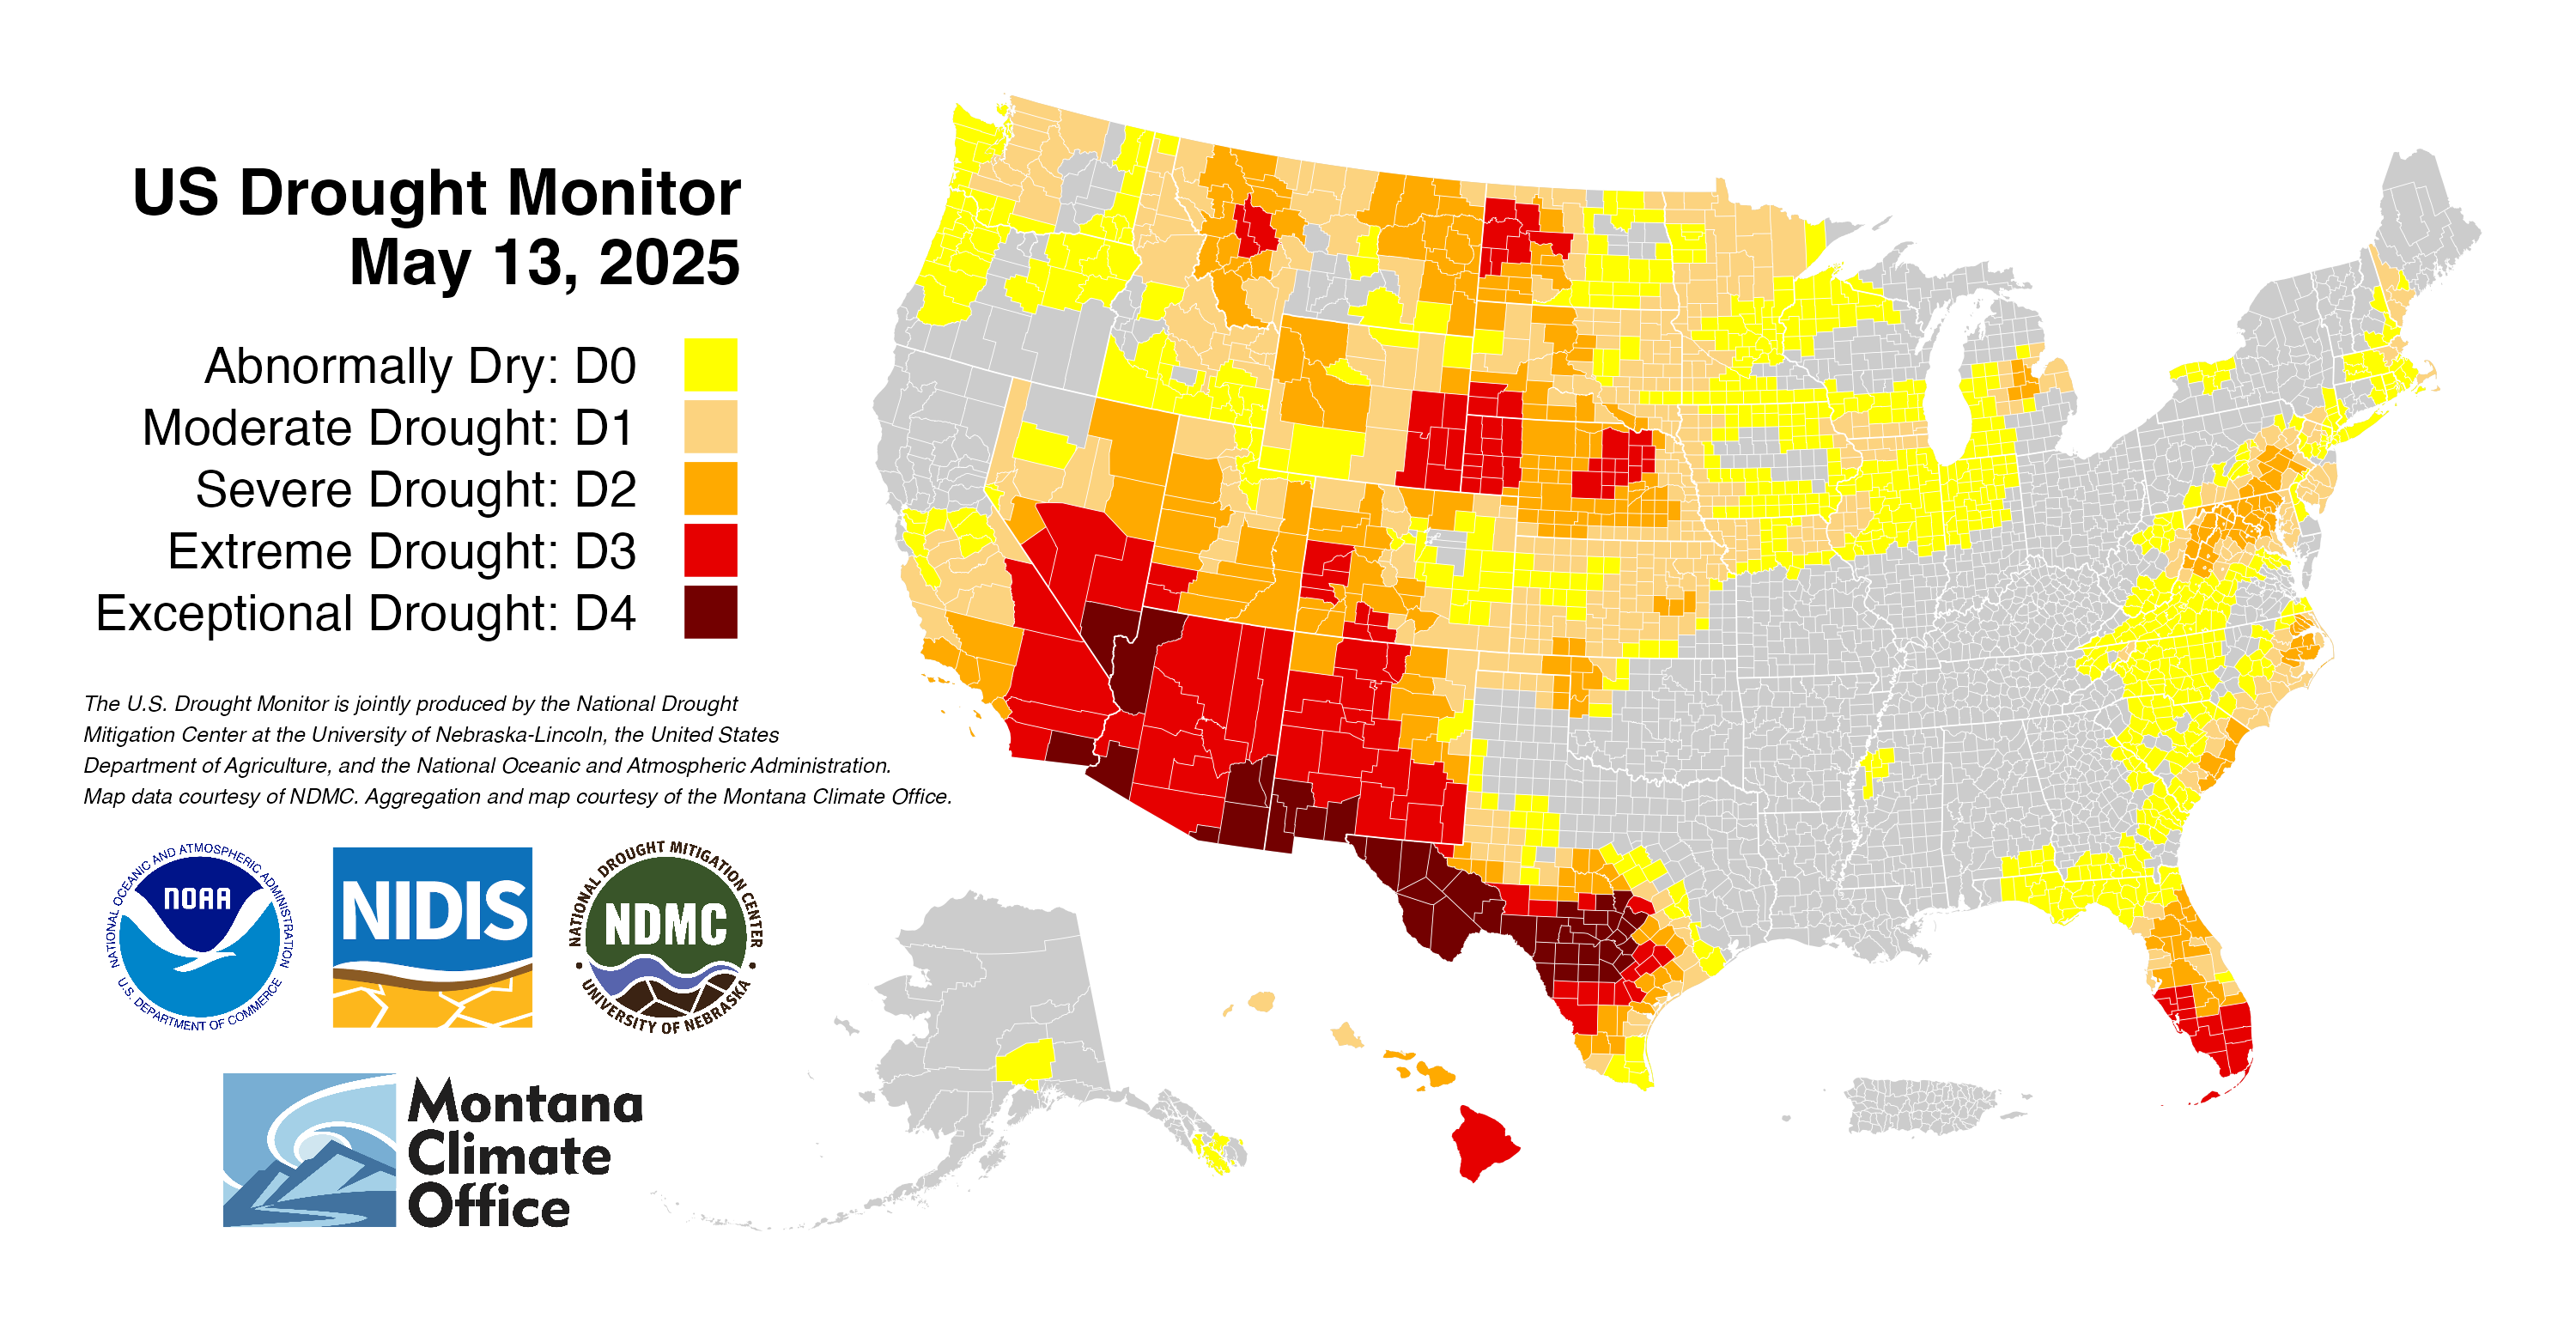 US Drought Monitor
May 13, 2025
Abnormally Dry: D0
Moderate Drought: D1
Severe Drought: D2
Extreme Drought: D3
Exceptional Drought: D4
The U.S. Drought Monitor is jointly produced by the National Drought
Mitigation Center at the University of Nebraska-Lincoln, the United States
Department of Agriculture, and the National Oceanic and Atmospheric Administration.
Map data courtesy of NDMC. Aggregation and map courtesy of the Montana Climate Office.
NATIONAL OCEANIC AND ATMOSPHERIC ADMINISTRATION
NOAA
U.S. DEPARTMENT OF COMMERCE
NIDIS
NATIONAL DROUGHT MITIGATION CENTER
NDMC
UNIVERSITY OF NEBRASKA
Montana
Climate
Office